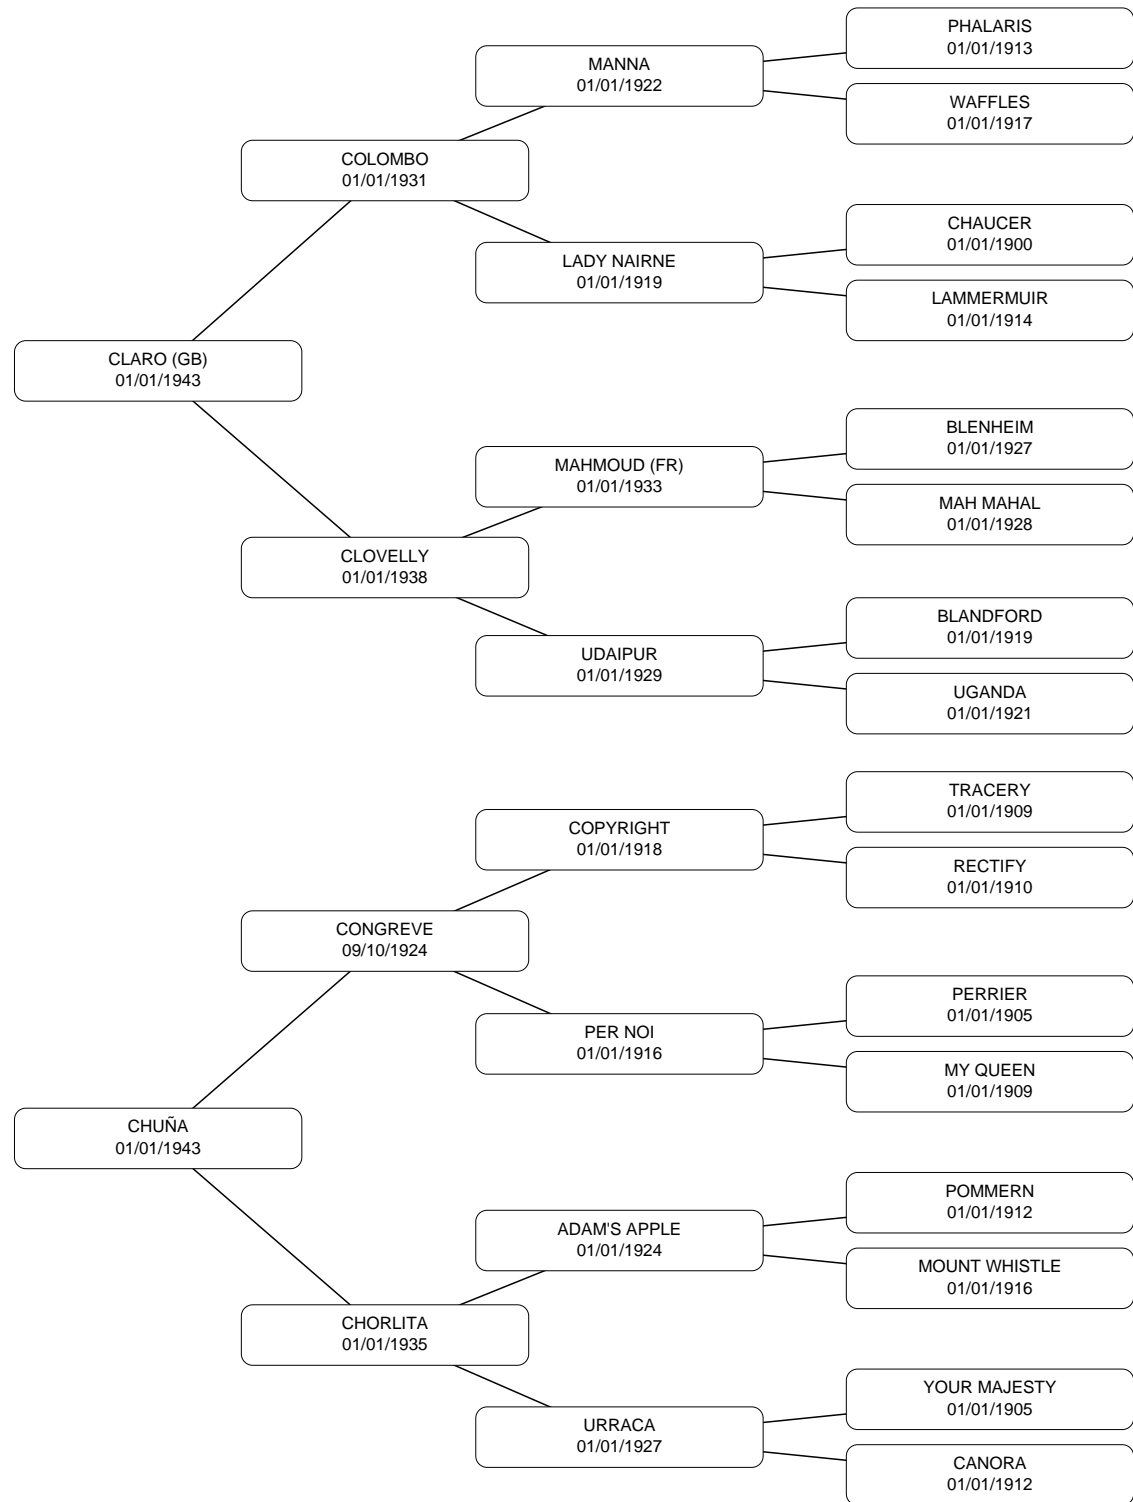 PHALARIS
01/01/1913
MANNA
01/01/1922
WAFFLES
01/01/1917
COLOMBO
01/01/1931
CHAUCER
01/01/1900
LADY NAIRNE
01/01/1919
LAMMERMUIR
01/01/1914
CLARO (GB)
01/01/1943
BLENHEIM
01/01/1927
MAHMOUD (FR)
01/01/1933
MAH MAHAL
01/01/1928
CLOVELLY
01/01/1938
BLANDFORD
01/01/1919
UDAIPUR
01/01/1929
UGANDA
01/01/1921
TRACERY
01/01/1909
COPYRIGHT
01/01/1918
RECTIFY
01/01/1910
CONGREVE
09/10/1924
PERRIER
01/01/1905
PER NOI
01/01/1916
MY QUEEN
01/01/1909
CHUÑA
01/01/1943
POMMERN
01/01/1912
ADAM'S APPLE
01/01/1924
MOUNT WHISTLE
01/01/1916
CHORLITA
01/01/1935
YOUR MAJESTY
01/01/1905
URRACA
01/01/1927
CANORA
01/01/1912